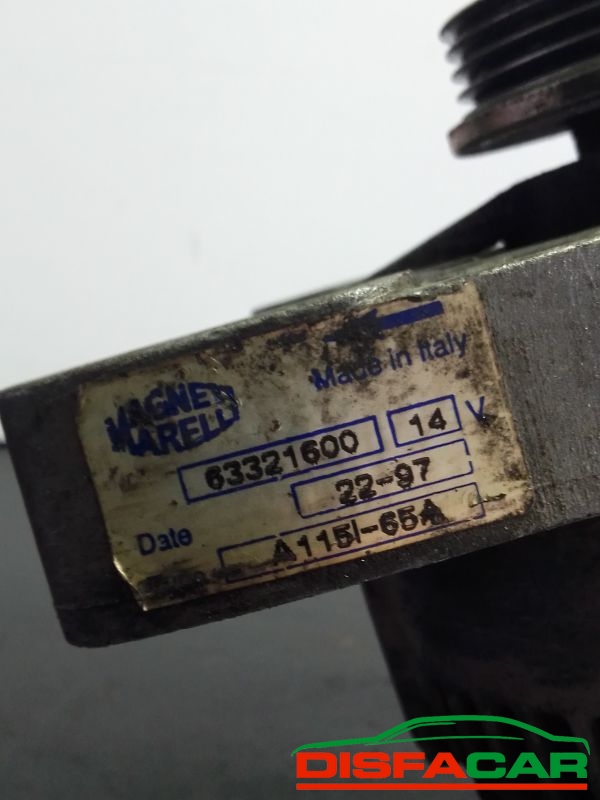 MAGNETI
MARELLI
Made in Italy
63321600
14 V
22-97
Date
A115I-65A
DISFACAR